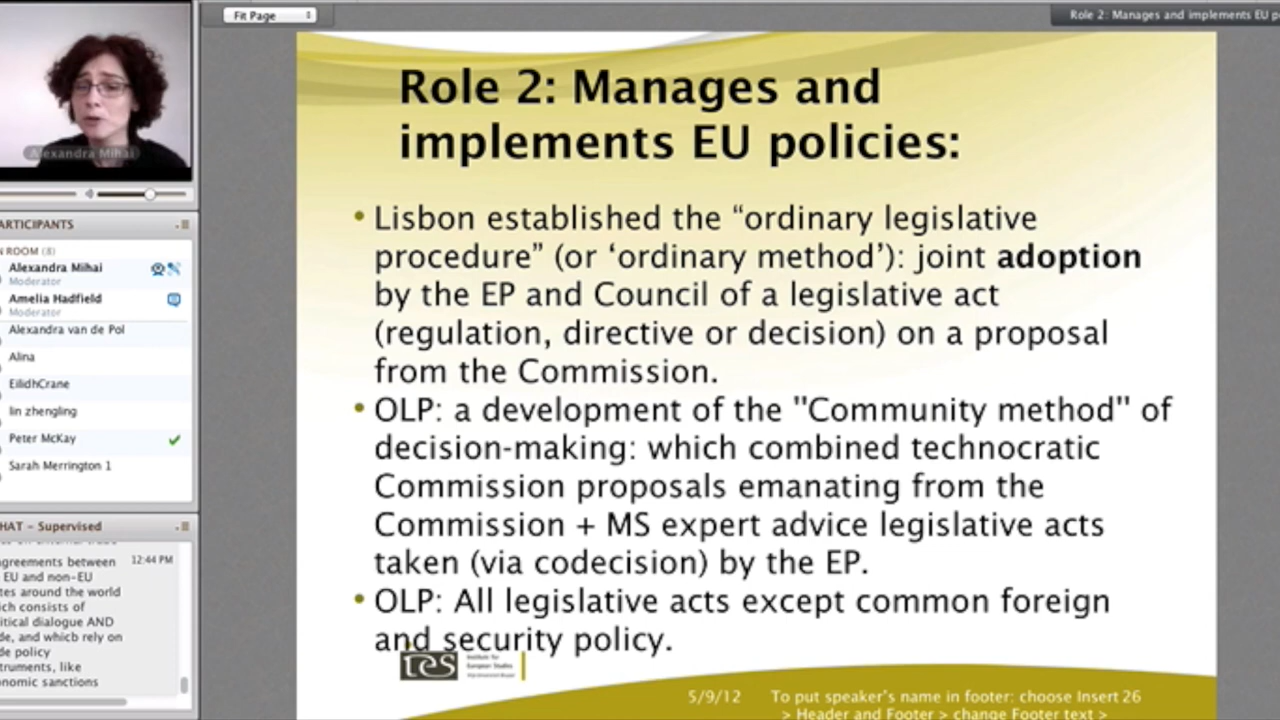 Fit Page
Role 2: Manages and implements EU p
Alexandra Mihai
ARTICIPANTS
N ROOM (8)
Alexandra Mihai
Moderator
Amelia Hadfield
Moderator
Alexandra van de Pol
Alina
EilidhCrane
lin zhengling
Peter McKay
Sarah Merrington 1
HAT - Supervised
agreements between 12:44 PM
EU and non-EU
tes around the world
ich consists of
itical dialogue AND
de, and whicb rely on
de policy
truments, like
onomic sanctions
Role 2: Manages and
implements EU policies:
• Lisbon established the “ordinary legislative
procedure” (or ‘ordinary method’): joint adoption
by the EP and Council of a legislative act
(regulation, directive or decision) on a proposal
from the Commission.
• OLP: a development of the "Community method" of
decision-making: which combined technocratic
Commission proposals emanating from the
Commission + MS expert advice legislative acts
taken (via codecision) by the EP.
• OLP: All legislative acts except common foreign
and security policy.
ies
Institute for
European Studies
5/9/12 To put speaker's name in footer: choose Insert 26
> Header and Footer > change Footer text >